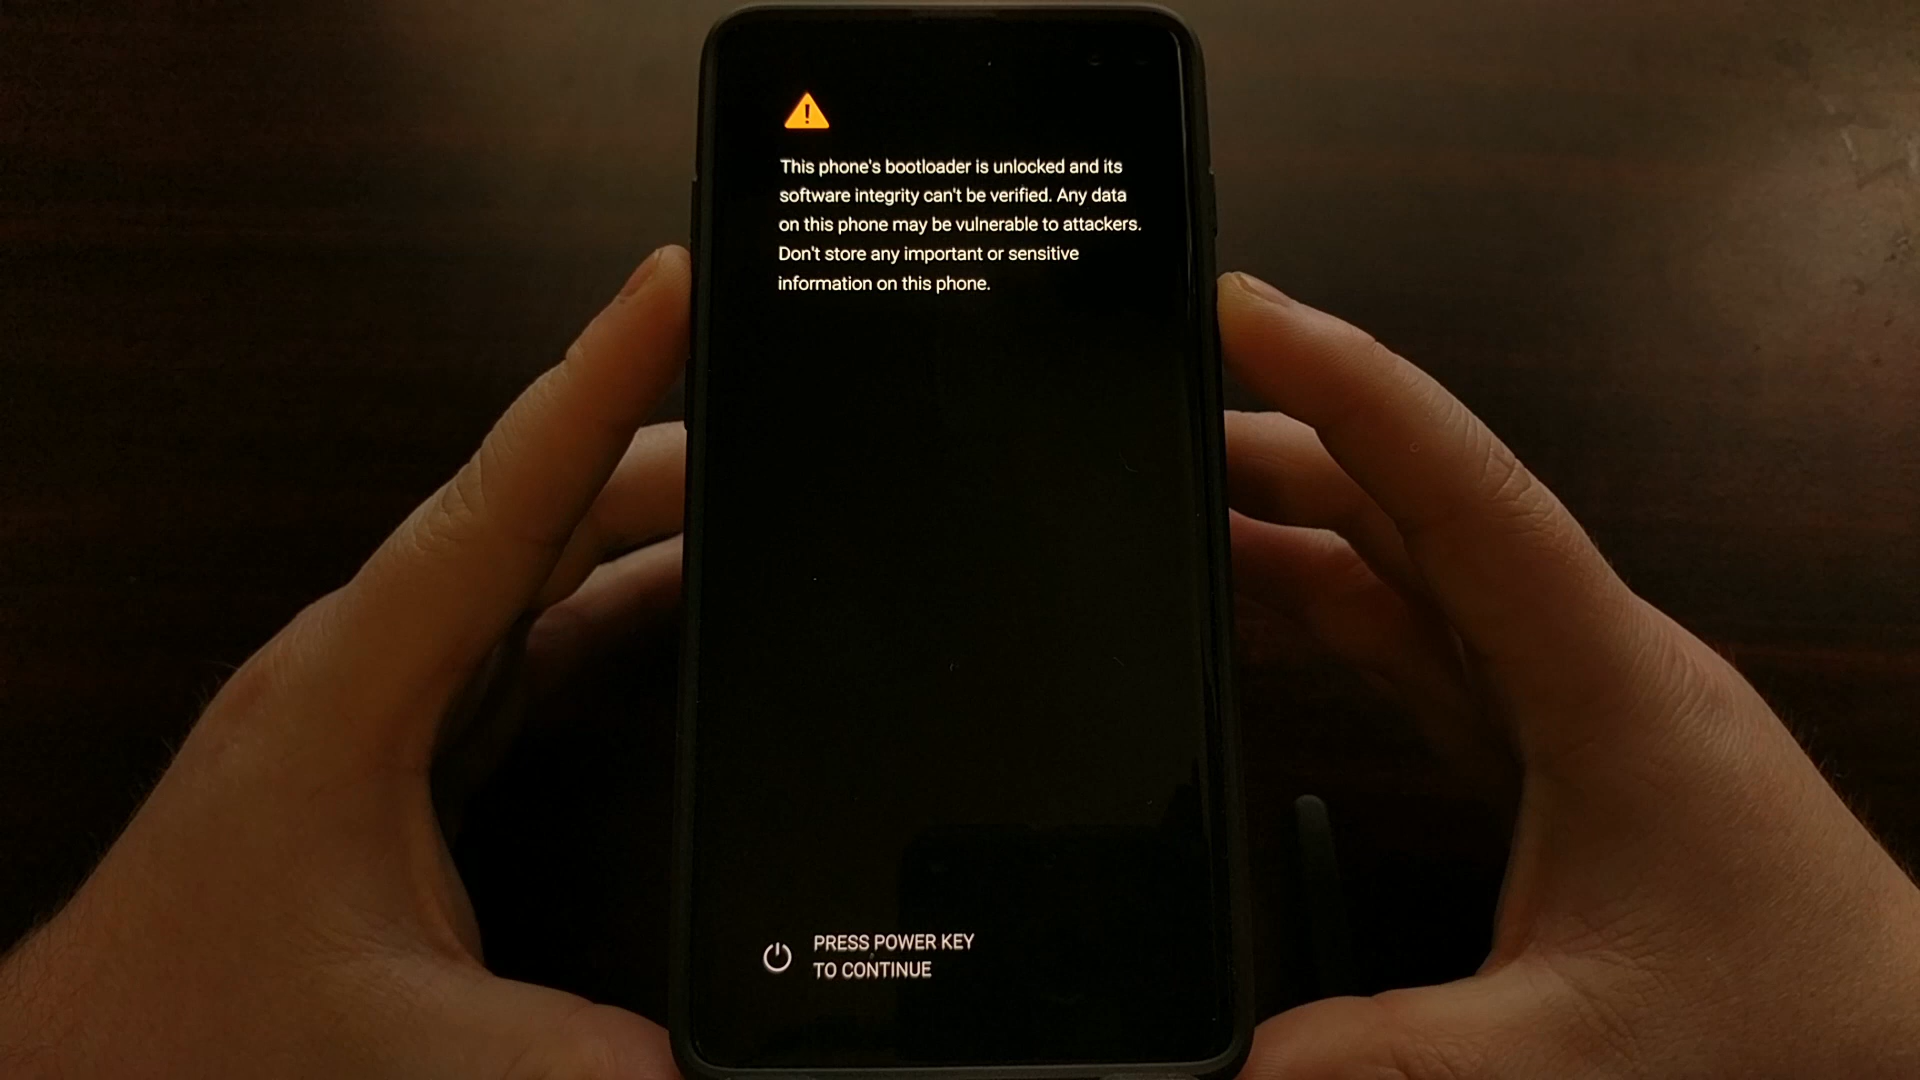 This phone's bootloader is unlocked and its
software integrity can't be verified. Any data
on this phone may be vulnerable to attackers.
Don't store any important or sensitive
information on this phone.
PRESS POWER KEY
TO CONTINUE